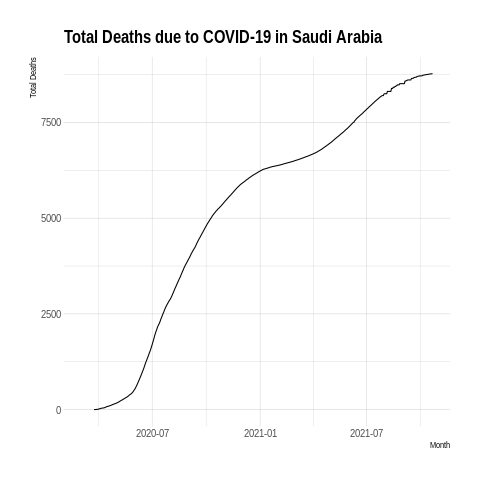 Total Deaths due to COVID-19 in Saudi Arabia
Total Deaths
7500
5000
2500
0
2020-07
2021-01
2021-07
Month